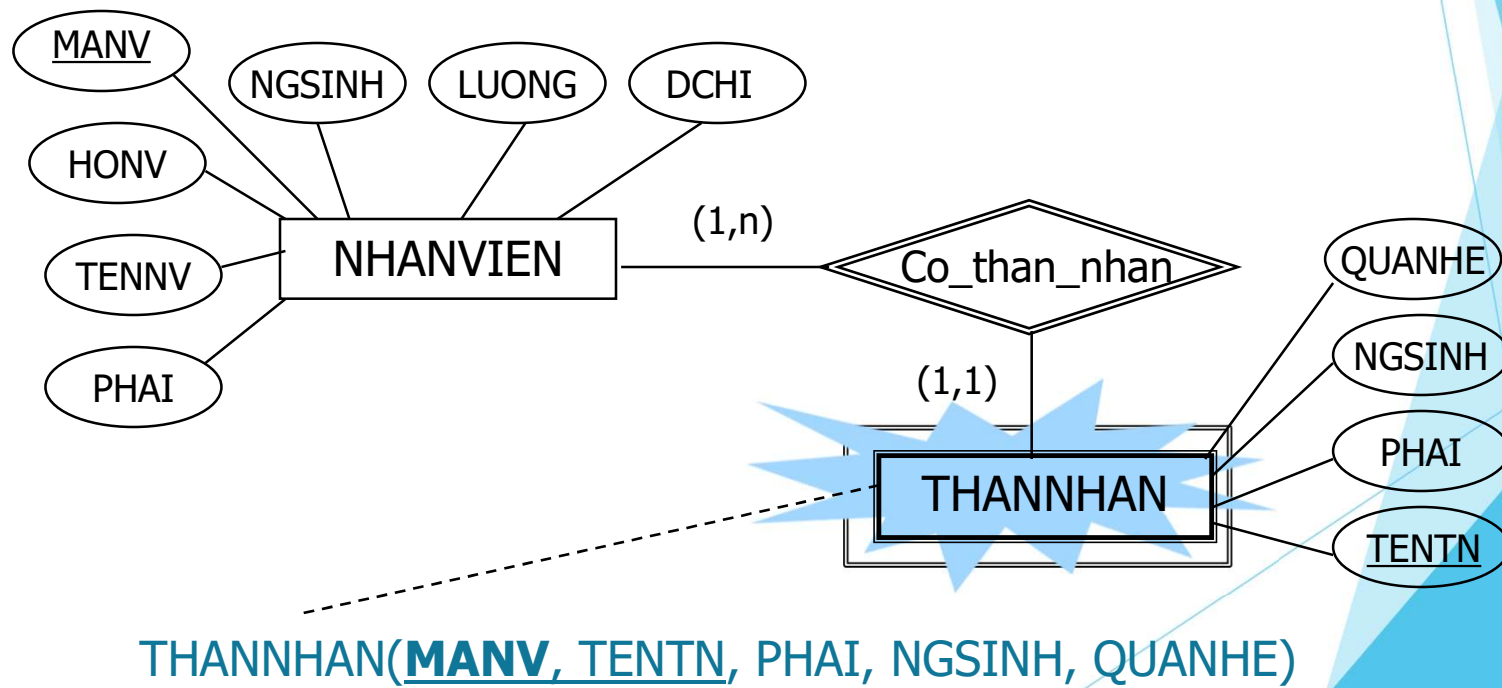 MANV
NGSINH
LUONG
DCHI
HONV
TENNV
PHAI
NHANVIEN
(1,n)
Co_than_nhan
QUANHE
NGSINH
(1,1)
PHAI
THANNHAN
TENTN
THANNHAN(MANV, TENTN, PHAI, NGSINH, QUANHE)